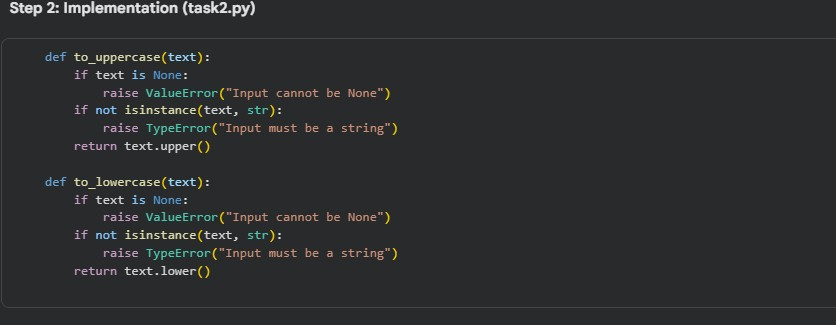 Step 2: Implementation (task2.py)
def to_uppercase(text):
    if text is None:
        raise ValueError("Input cannot be None")
    if not isinstance(text, str):
        raise TypeError("Input must be a string")
    return text.upper()

def to_lowercase(text):
    if text is None:
        raise ValueError("Input cannot be None")
    if not isinstance(text, str):
        raise TypeError("Input must be a string")
    return text.lower()